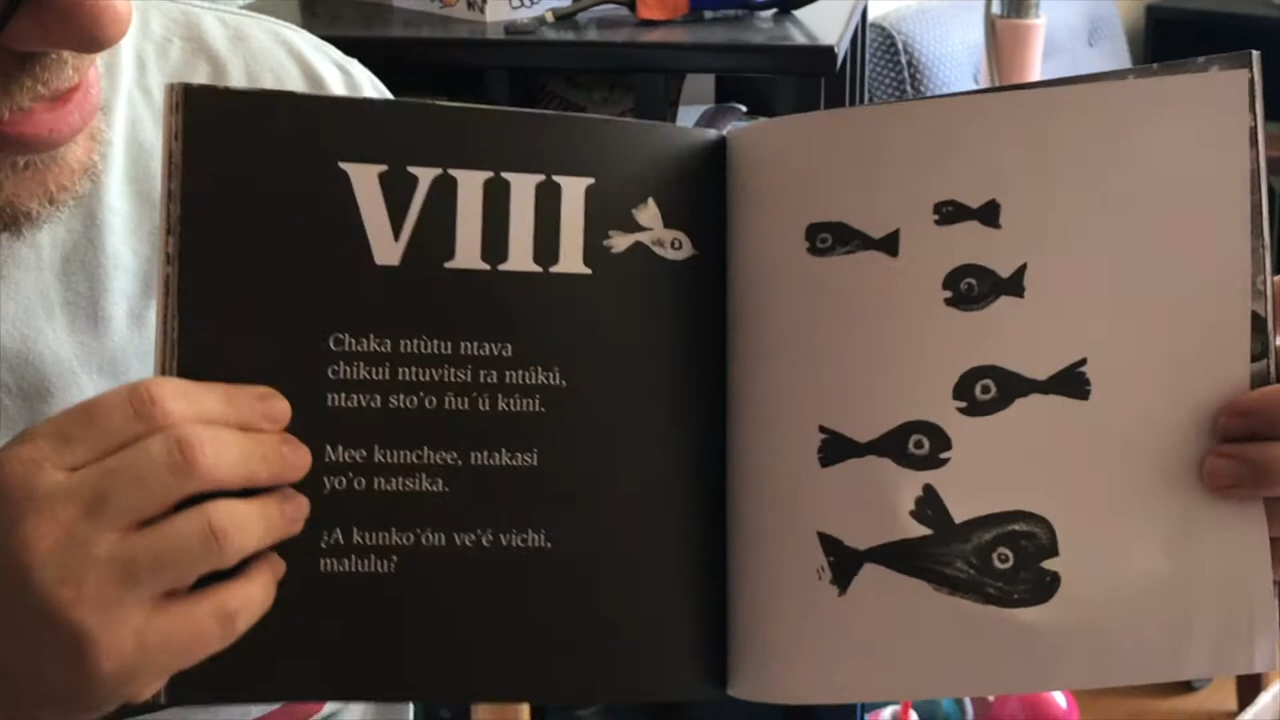 VIII
Chaka ntùtu ntava
chikui ntuvitsi ra ntúkú,
ntava sto’o ñu´ú kúni.
Mee kunchee, ntakasi
yo’o natsika.
¿A kunko’ón ve’é vichi,
malulu?